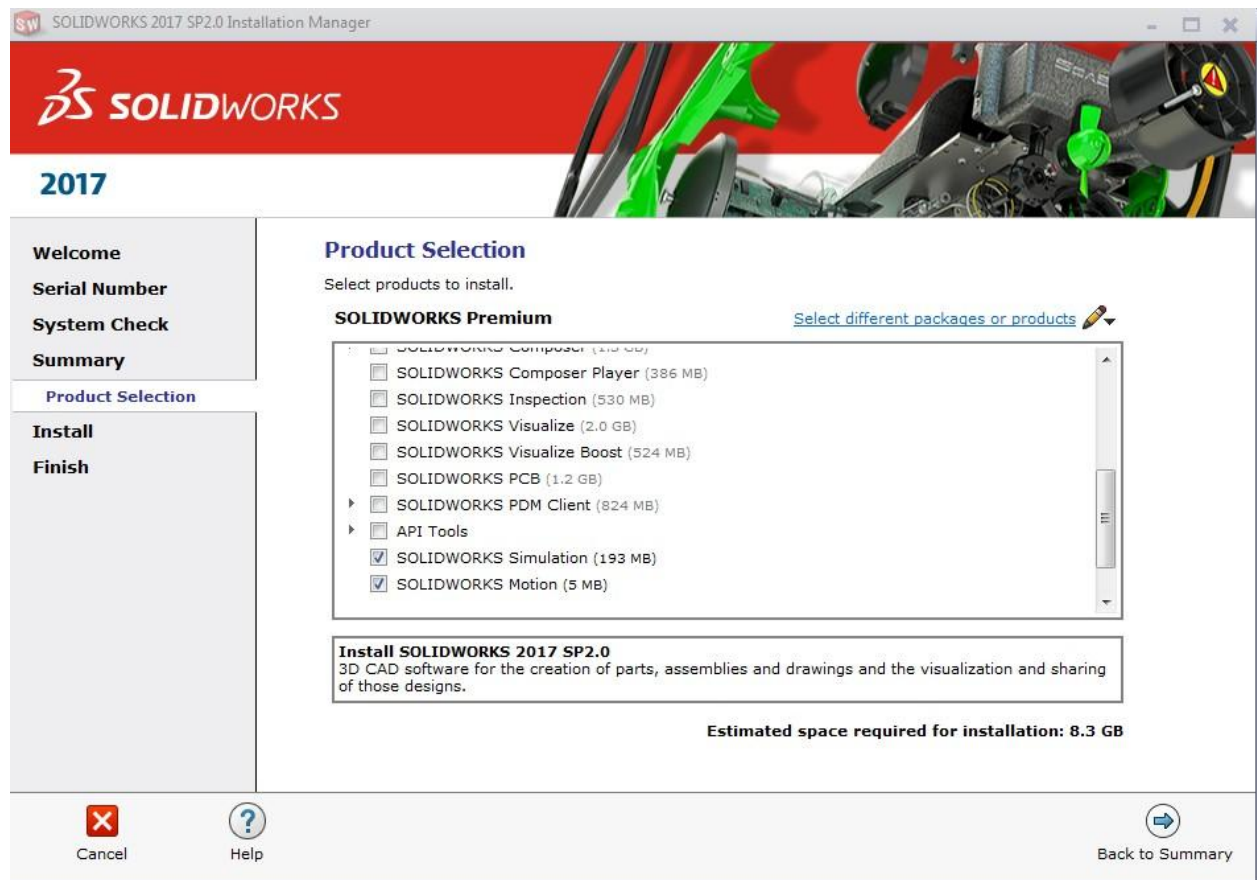 SOLIDWORKS 2017 SP2.0 Installation Manager
SOLIDWORKS
2017
Welcome
Serial Number
System Check
Summary
Product Selection
Install
Finish
Product Selection
Select products to install.
SOLIDWORKS Premium
Select different packages or products
SOLIDWORKS Composer (1.3 GB)
SOLIDWORKS Composer Player (386 MB)
SOLIDWORKS Inspection (530 MB)
SOLIDWORKS Visualize (2.0 GB)
SOLIDWORKS Visualize Boost (524 MB)
SOLIDWORKS PCB (1.2 GB)
SOLIDWORKS PDM Client (824 MB)
API Tools
SOLIDWORKS Simulation (193 MB)
SOLIDWORKS Motion (5 MB)
Install SOLIDWORKS 2017 SP2.0
3D CAD software for the creation of parts, assemblies and drawings and the visualization and sharing
of those designs.
Estimated space required for installation: 8.3 GB
Cancel
Help
Back to Summary